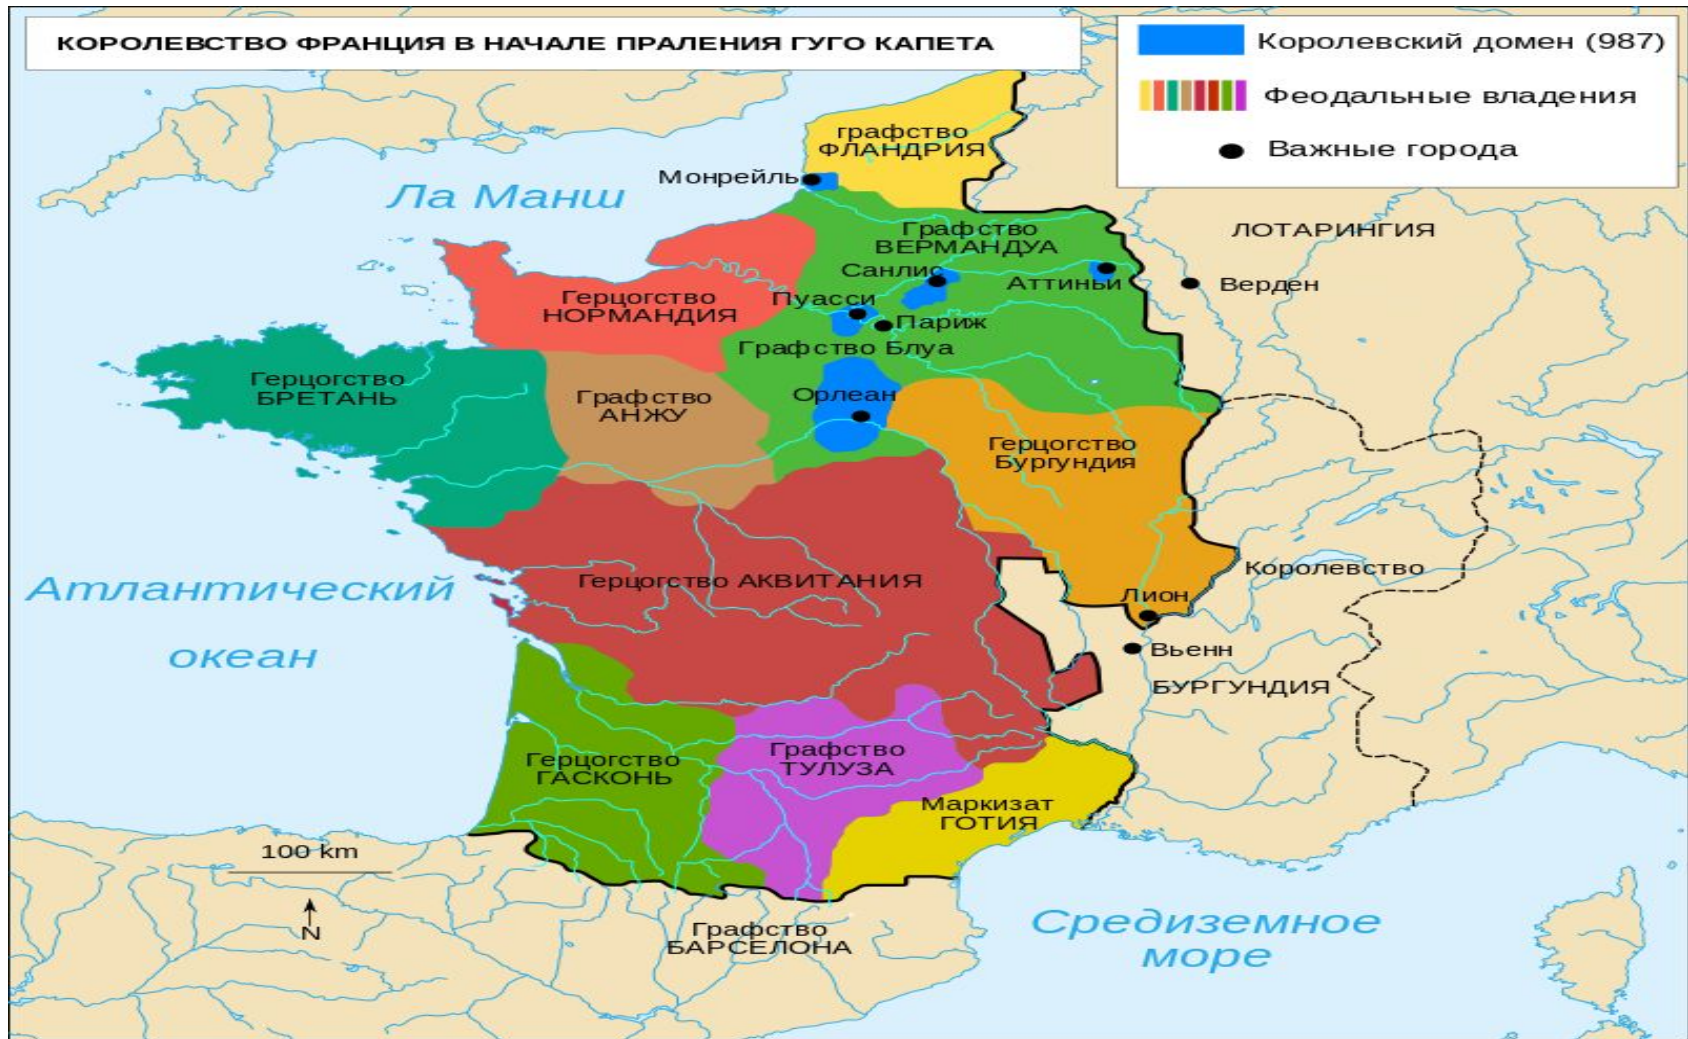 КОРОЛЕВСТВО ФРАНЦИЯ В НАЧАЛЕ ПРАЛЕНИЯ ГУГО КАПЕТА
Королевский домен (987)
Феодальные владения
Важные города
графство
ФЛАНДРИЯ
Монрейль
Ла Манш
Графство
ВЕРМАНДУА
ЛОТАРИНГИЯ
Санлис
Аттиньи
Верден
Герцогство
НОРМАНДИЯ
Пуасси
Париж
Графство Блуа
Герцогство
БРЕТАНЬ
Графство
АНЖУ
Орлеан
Герцогство
Бургундия
Атлантический
океан
Герцогство АКВИТАНИЯ
Королевство
Лион
Вьенн
БУРГУНДИЯ
Герцогство
ГАСКОНЬ
Графство
ТУЛУЗА
Маркизат
ГОТИЯ
100 km
N
Графство
БАРСЕЛОНА
Средиземное
море